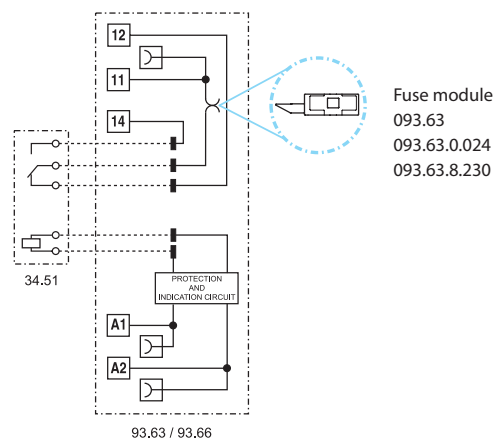 12
11
14
Fuse module
093.63
093.63.0.024
093.63.8.230
34.51
PROTECTION
AND
INDICATION CIRCUIT
A1
A2
93.63 / 93.66